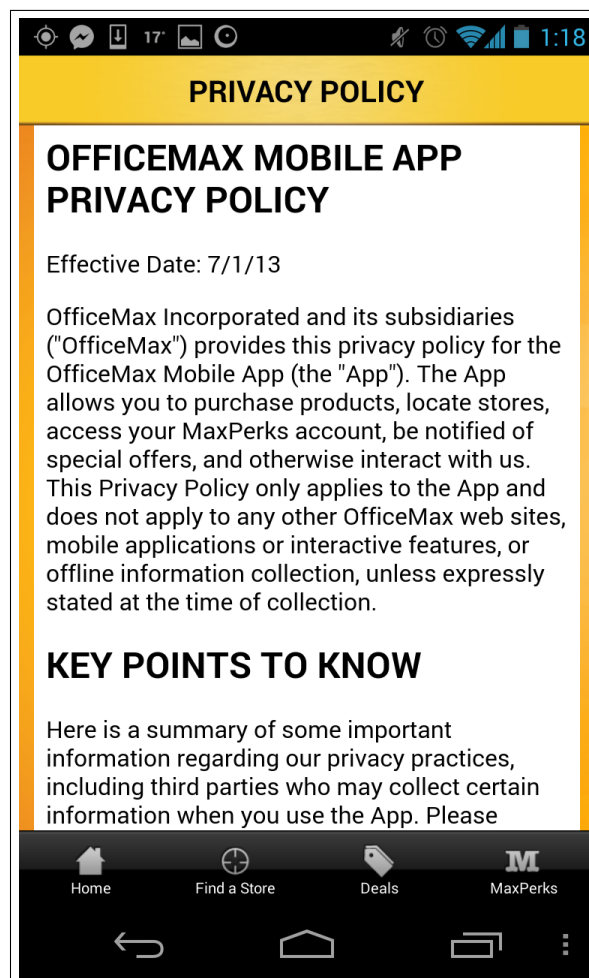 17° 1:18
PRIVACY POLICY
OFFICEMAX MOBILE APP
PRIVACY POLICY
Effective Date: 7/1/13
OfficeMax Incorporated and its subsidiaries
("OfficeMax") provides this privacy policy for the
OfficeMax Mobile App (the "App"). The App
allows you to purchase products, locate stores,
access your MaxPerks account, be notified of
special offers, and otherwise interact with us.
This Privacy Policy only applies to the App and
does not apply to any other OfficeMax web sites,
mobile applications or interactive features, or
offline information collection, unless expressly
stated at the time of collection.
KEY POINTS TO KNOW
Here is a summary of some important
information regarding our privacy practices,
including third parties who may collect certain
information when you use the App. Please
M
Home Find a Store Deals MaxPerks